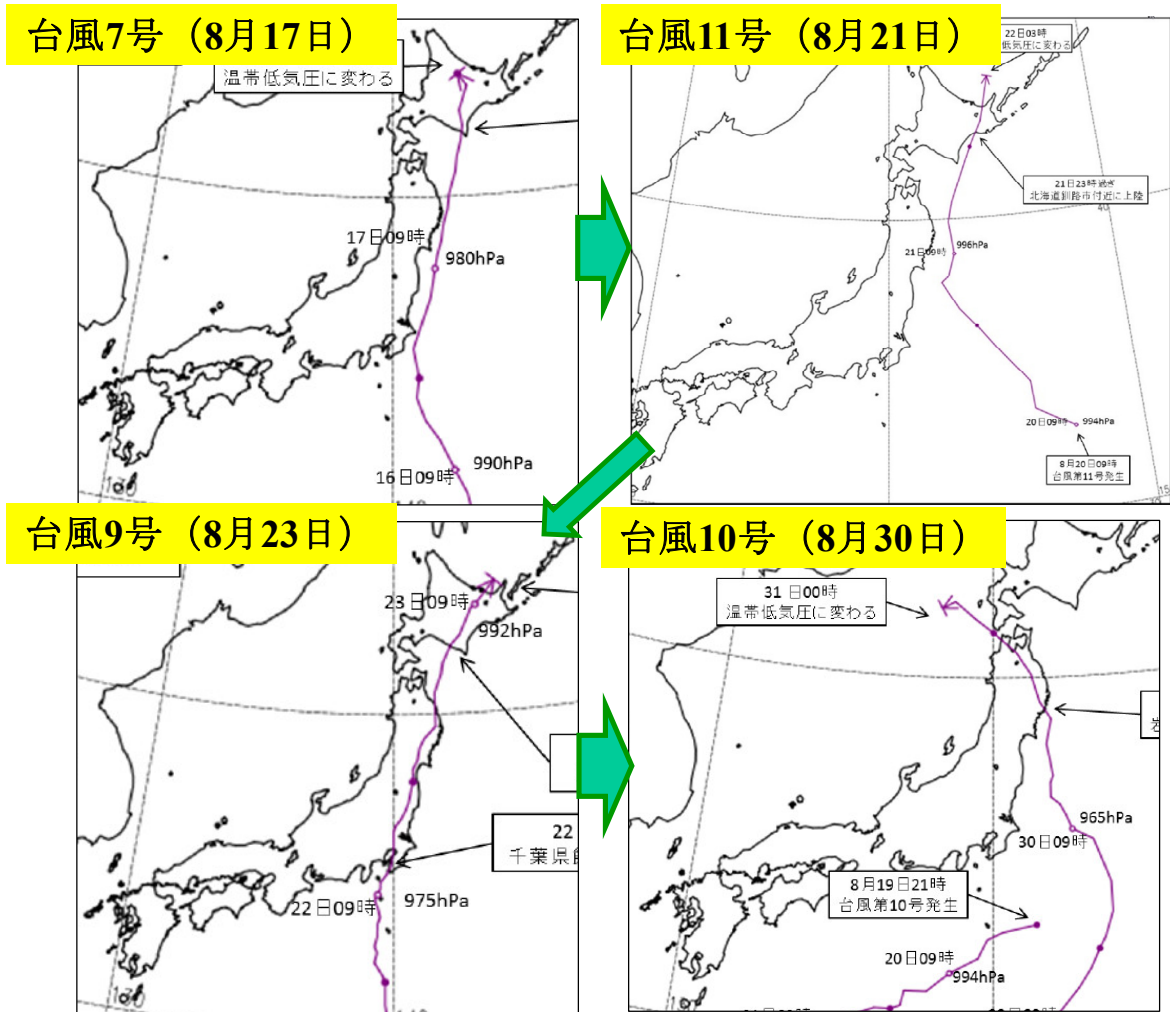 台風7号（8月17日）
温帯低気圧に変わる
17日09時
980hPa
990hPa
16日09時
台風11号（8月21日）
22日03時
低気圧に変わる
21日23時過ぎ
北海道釧路市付近に上陸
40
21日09時
996hPa
20日09時
994hPa
8月20日09時
台風第11号発生
台風9号（8月23日）
23日09時
992hPa
22
千葉県
22日09時
975hPa
台風10号（8月30日）
31日00時
温帯低気圧に変わる
965hPa
30日09時
8月19日21時
台風第10号発生
20日09時
994hPa